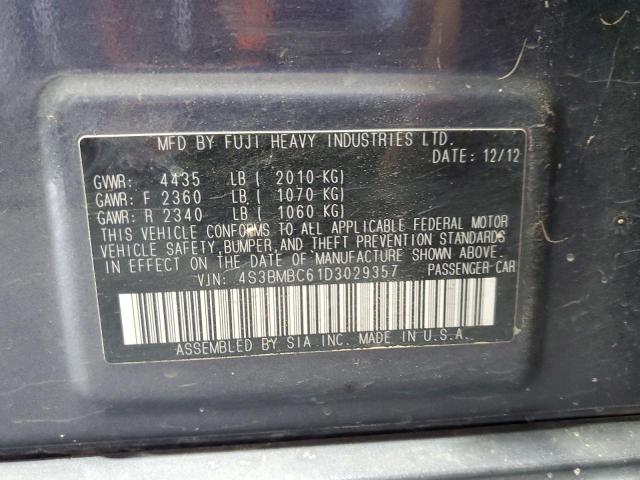 MFD BY FUJI HEAVY INDUSTRIES LTD.
DATE: 12/12
GVWR: 4435 LB ( 2010 KG)
GAWR: F 2360 LB ( 1070 KG)
GAWR: R 2340 LB ( 1060 KG)
THIS VEHICLE CONFORMS TO ALL APPLICABLE FEDERAL MOTOR
VEHICLE SAFETY, BUMPER, AND THEFT PREVENTION STANDARDS
IN EFFECT ON THE DATE OF MANUFACTURE SHOWN ABOVE.
VIN: 4S3BMBC61D3029357 PASSENGER CAR
ASSEMBLED BY SIA INC. MADE IN U.S.A.